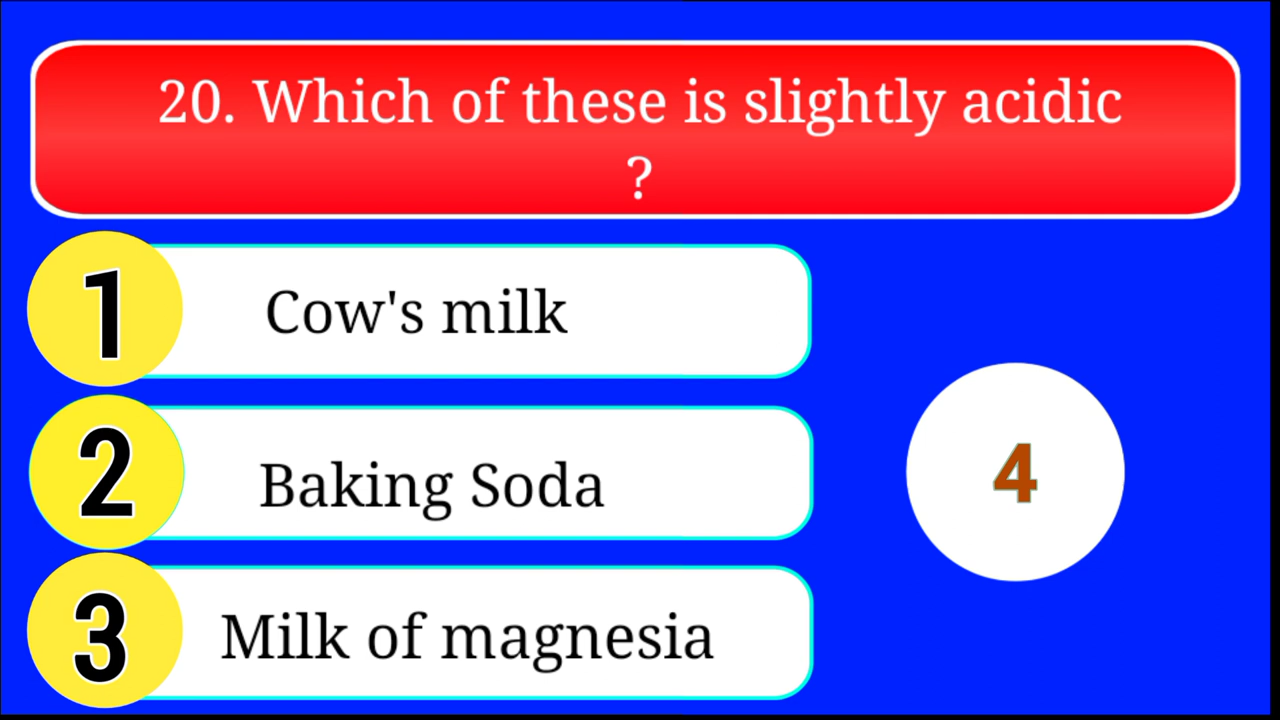 20. Which of these is slightly acidic
?
1 Cow's milk
2 Baking Soda
4
3 Milk of magnesia